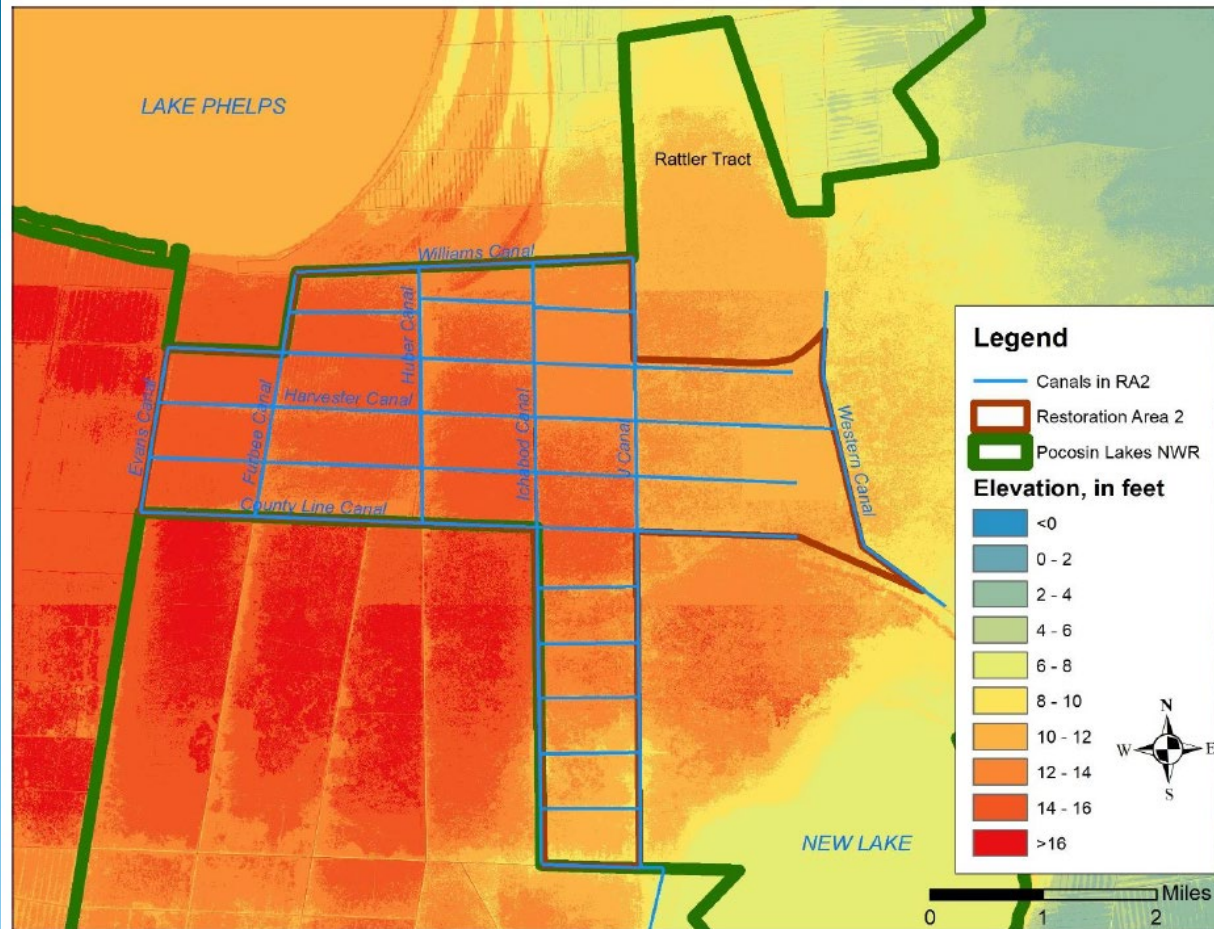 LAKE PHELPS
Rattler Tract
Williams Canal
Huber Canal
Evans Canal
Furbee Canal
Harvester Canal
Ichabod Canal
J Canal
Western Canal
County Line Canal
NEW LAKE
Legend
Canals in RA2
Restoration Area 2
Pocosin Lakes NWR
Elevation, in feet
<0
0 - 2
2 - 4
4 - 6
6 - 8
8 - 10
10 - 12
12 - 14
14 - 16
>16
N
W E
S
Miles
0 1 2